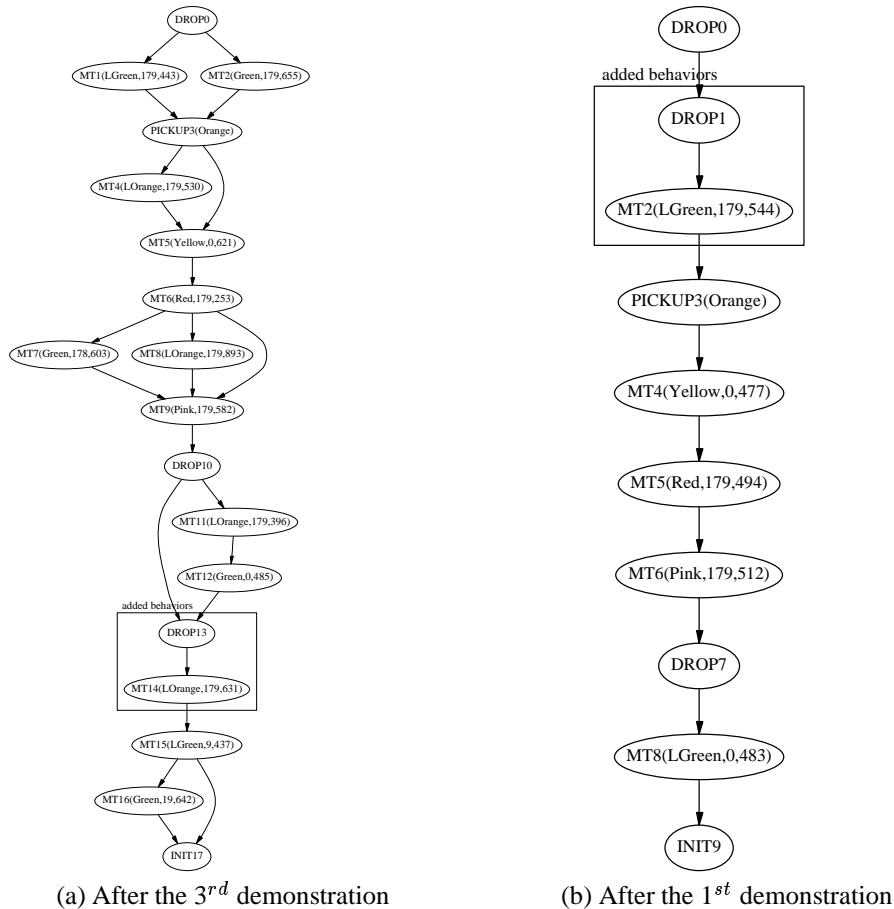 DROP0
MT1(LGreen,179,443)
MT2(Green,179,655)
PICKUP3(Orange)
MT4(LOrange,179,530)
MT5(Yellow,0,621)
MT6(Red,179,253)
MT7(Green,178,603)
MT8(LOrange,179,893)
MT9(Pink,179,582)
DROP10
MT11(LOrange,179,396)
MT12(Green,0,485)
added behaviors
DROP13
MT14(LOrange,179,631)
MT15(LGreen,9,437)
MT16(Green,19,642)
INIT17
(a) After the 3rd demonstration
DROP0
added behaviors
DROP1
MT2(LGreen,179,544)
PICKUP3(Orange)
MT4(Yellow,0,477)
MT5(Red,179,494)
MT6(Pink,179,512)
DROP7
MT8(LGreen,0,483)
INIT9
(b) After the 1st demonstration